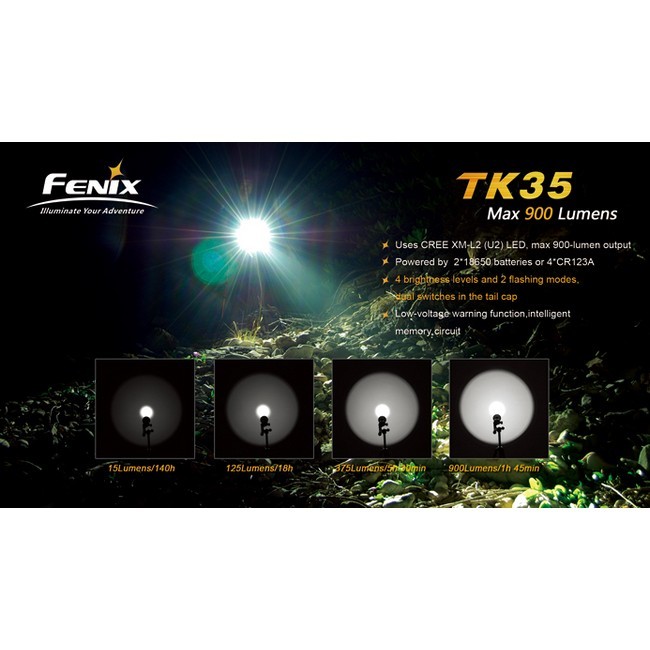 FENIX
Illuminate Your Adventure
TK35
Max 900 Lumens
Uses CREE XM-L2 (U2) LED, max 900-lumen output
Powered by 2*18650 batteries or 4*CR123A
4 brightness levels and 2 flashing modes,
dual switches in the tail cap
Low-voltage warning function,intelligent
memory circuit
15Lumens/140h
125Lumens/18h
375Lumens/5h
900Lumens/1h 45min